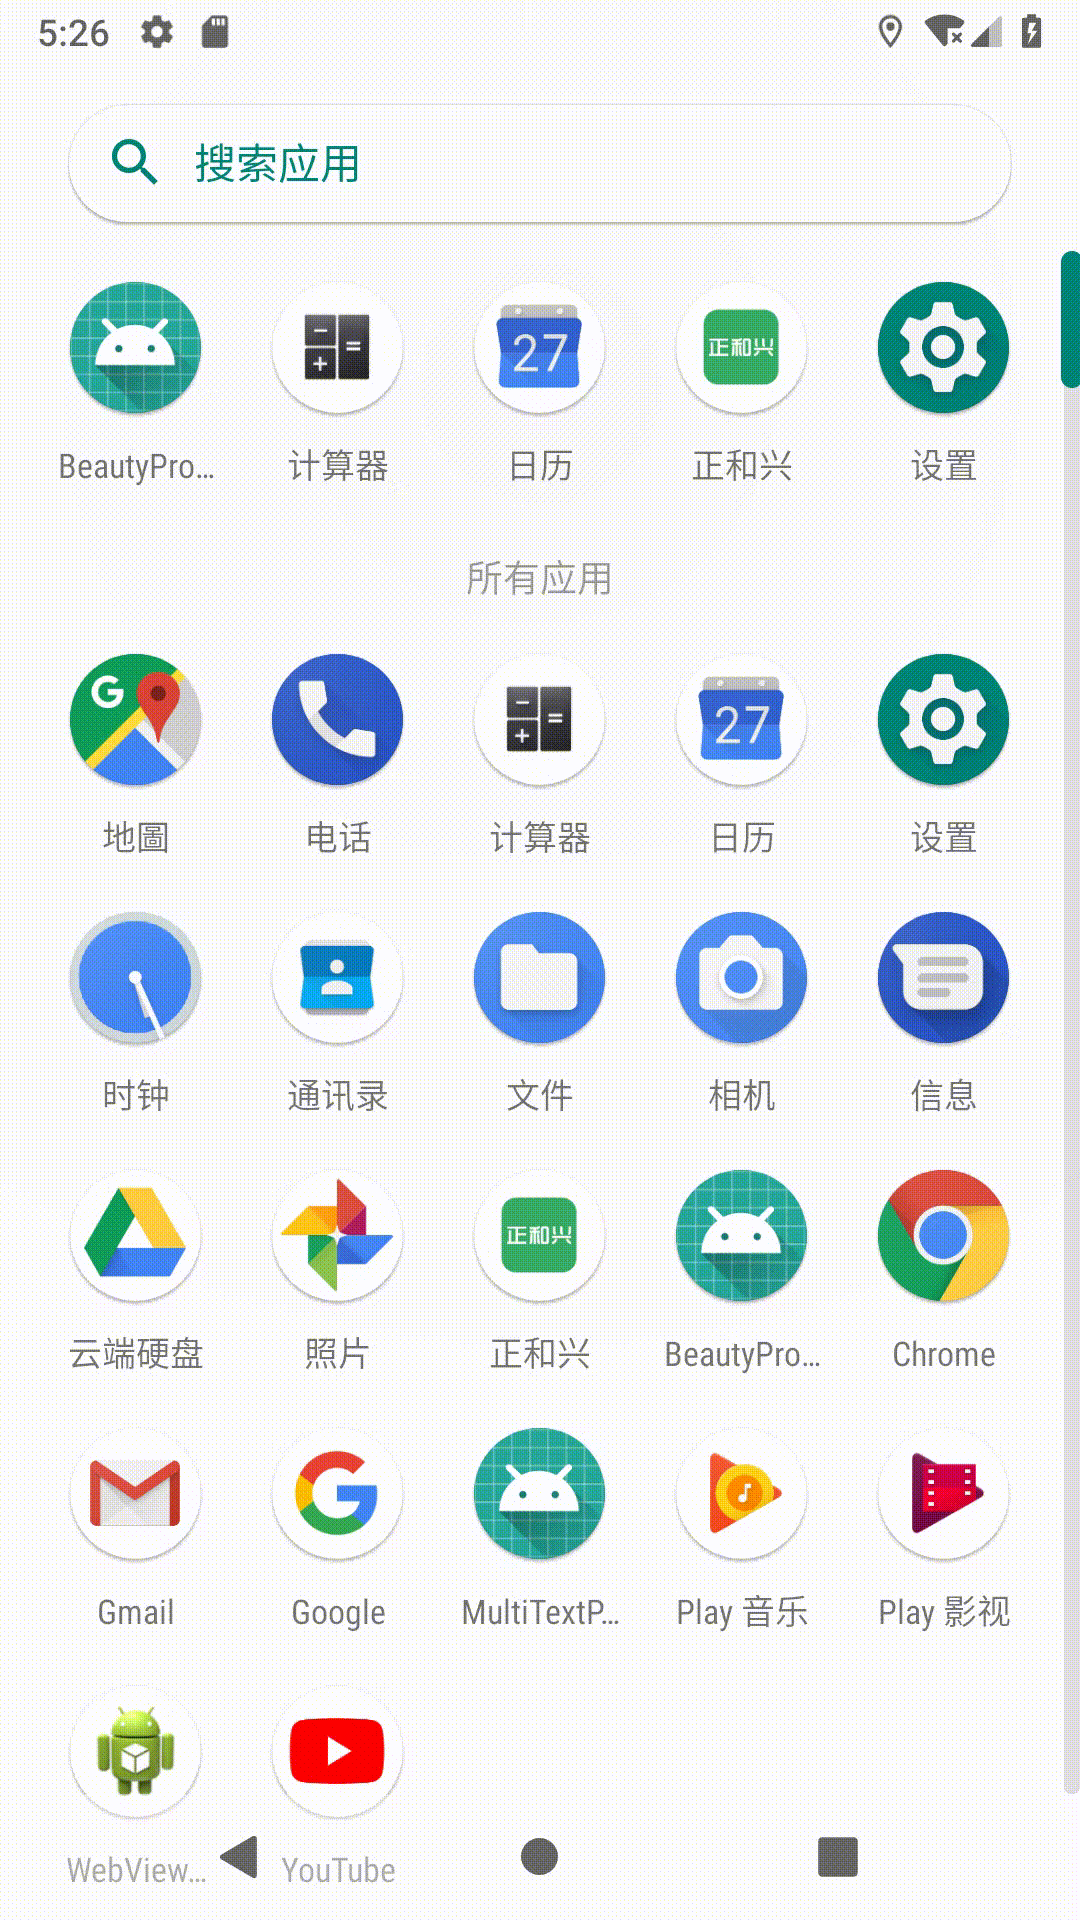 5:26
搜索应用
27
正和兴
BeautyPro...
计算器
日历
正和兴
设置
所有应用
27
地圖
电话
计算器
日历
设置
时钟
通讯录
文件
相机
信息
正和兴
云端硬盘
照片
正和兴
BeautyPro...
Chrome
Gmail
Google
MultiTextP...
Play 音乐
Play 影视
WebView...
YouTube